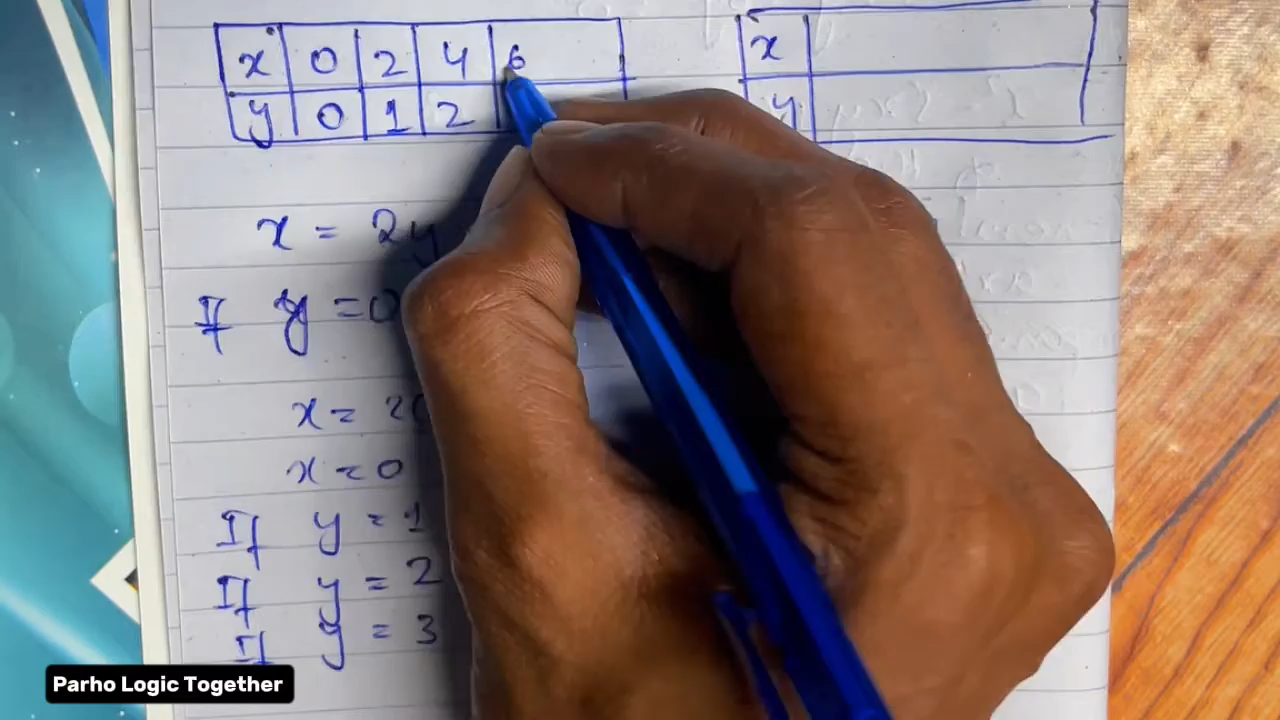 x 0 2 4 6
y 0 1 2
x
y
x = 2y
If y = 0
x = 2
x = 0
If y = 1
If y = 2
If y = 3
Parho Logic Together